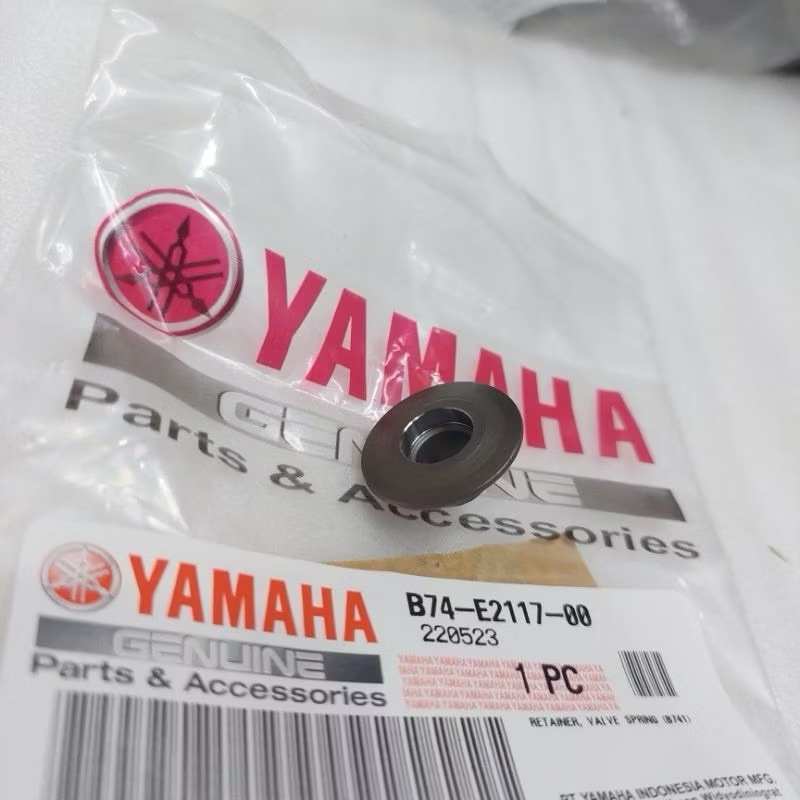 YAMAHA
GENUINE
Parts & Accessories
YAMAHA
GENUINE
Parts & Accessories
B74-E2117-00
220523
1 PC
RETAINER, VALVE SPRING (B741)
PT YAMAHA INDONESIA MOTOR MFG.